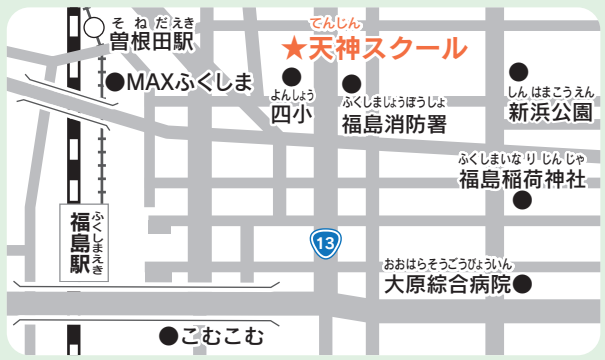 そねだえき
曽根田駅
てんじん
★天神スクール
MAXふくしま
よんしょう
四小
ふくしましょうぼうしょ
福島消防署
しんはまこうえん
新浜公園
ふくしまいなりじんじゃ
福島稲荷神社
ふくしまえき
福島駅
13
おおはらそうごうびょういん
大原綜合病院
こむこむ